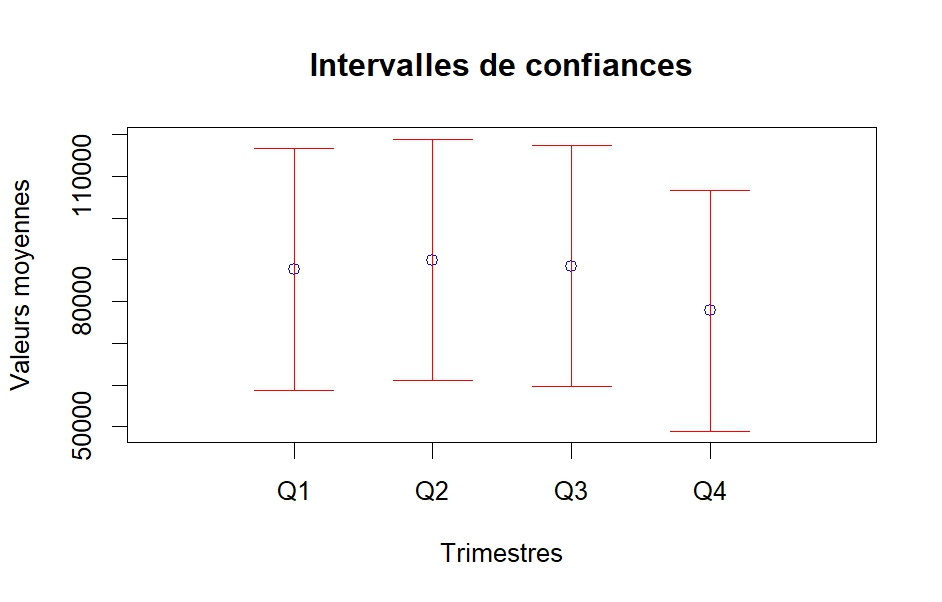 Intervalles de confiances
Valeurs moyennes
110000
80000
50000
Q1 Q2 Q3 Q4
Trimestres